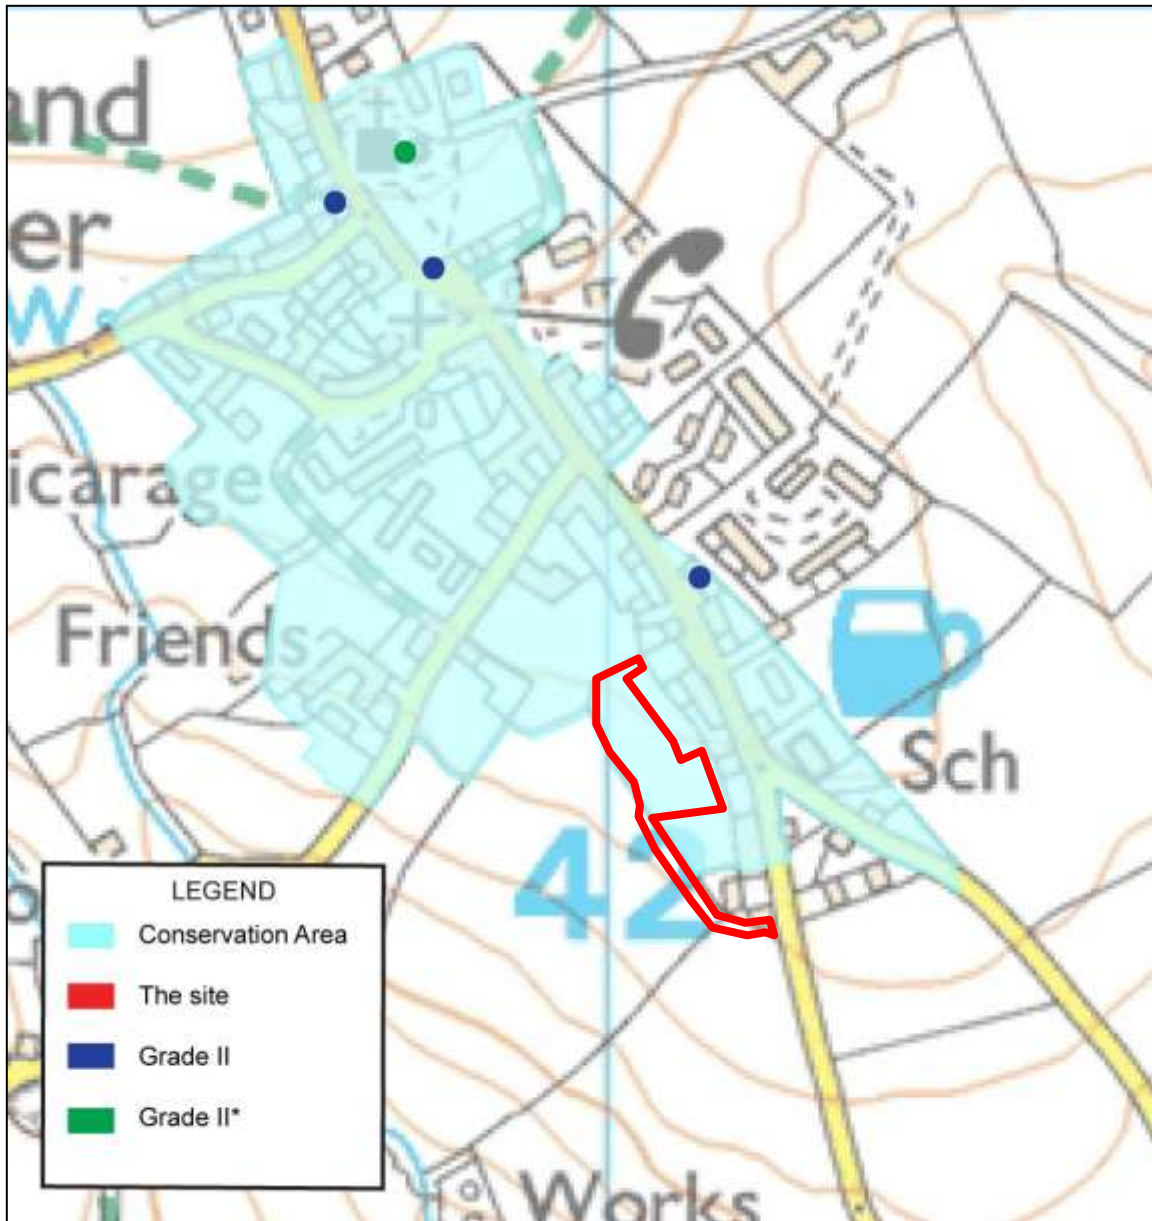 and
er
W
icarage
Friends
Sch
42
LEGEND
Conservation Area
The site
Grade II
Grade II*
Works